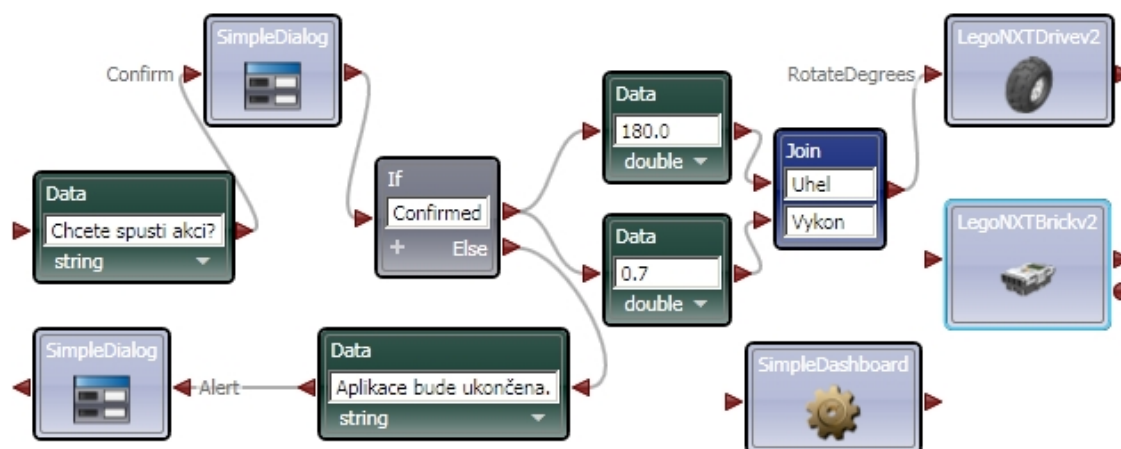 SimpleDialog
Confirm
Data
Chcete spusti akci?
string
If
Confirmed
+ Else
Data
180.0
double
Data
0.7
double
Join
Uhel
Vykon
RotateDegrees
LegoNXTDrivev2
LegoNXTBrickv2
SimpleDialog
Alert
Data
Aplikace bude ukončena.
string
SimpleDashboard